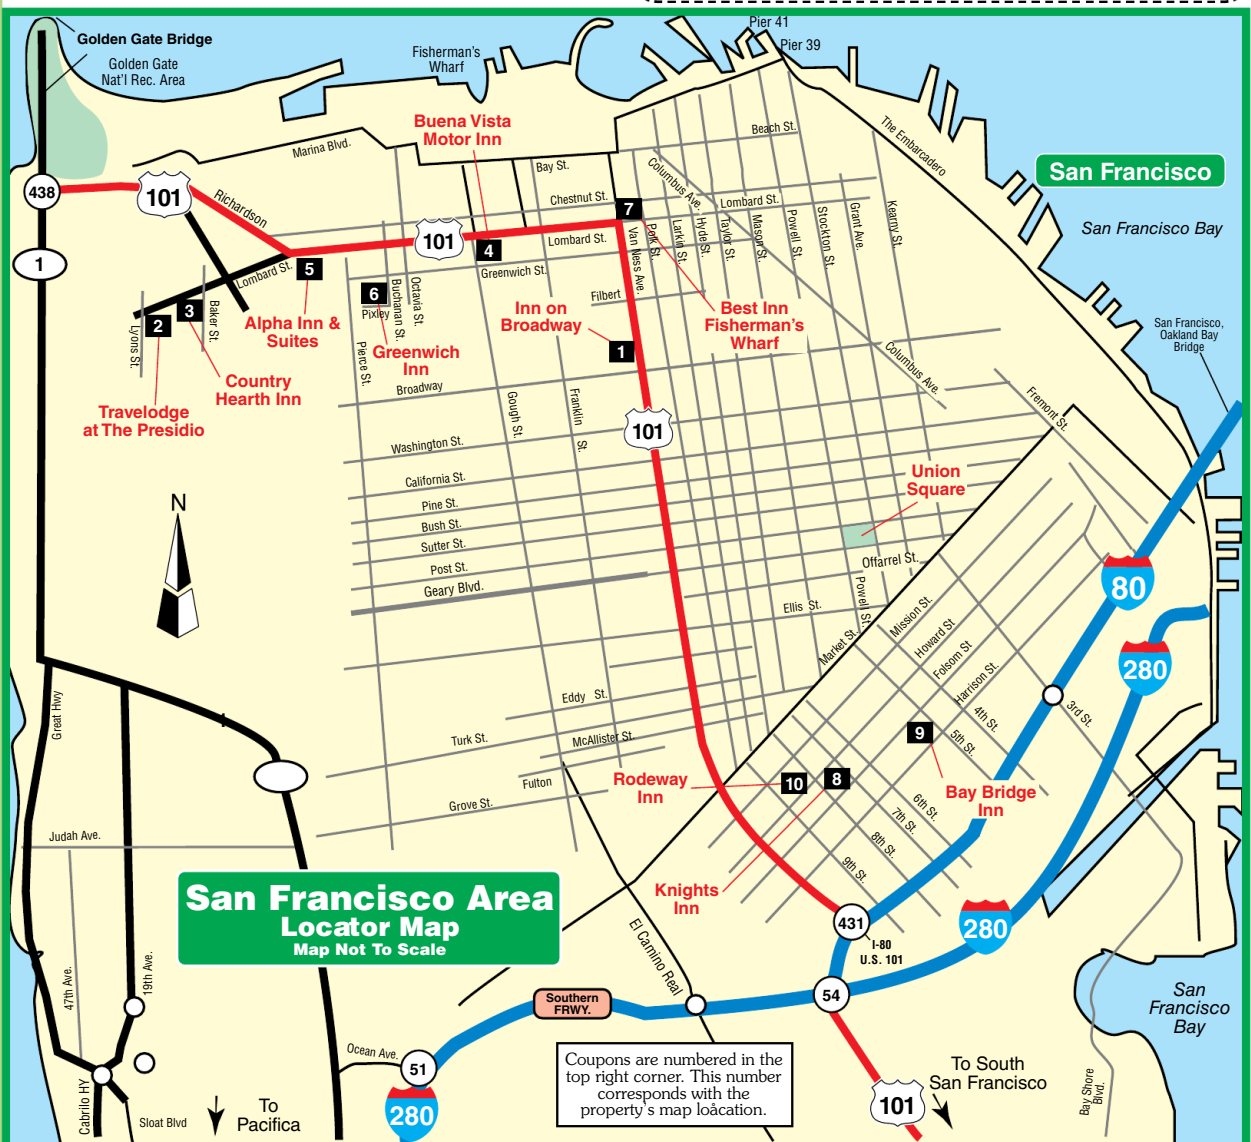 Pier 41
Pier 39
Golden Gate Bridge
Golden Gate
Nat'l Rec. Area
Fisherman's
Wharf
Buena Vista
Motor Inn
Beach St.
The Embarcadero
Marina Blvd.
Bay St.
Columbus Ave.
San Francisco
438
101
Richardson
Chestnut St.
7
Lombard St.
Polk St.
Larkin St.
Hyde St.
Taylor St.
Mason St.
Powell St.
Stockton St.
Grant Ave.
Kearny St.
San Francisco Bay
101
4
Lombard St.
Van Ness Ave.
1
Lombard St.
5
Greenwich St.
6
Pixley
Buchanan St.
Octavia St.
Filbert
2
3
Lyons St.
Baker St.
Alpha Inn &
Suites
Inn on
Broadway
Best Inn
Fisherman's
Wharf
San Francisco,
Oakland Bay
Bridge
1
Greenwich
Inn
Pierce St.
Country
Hearth Inn
Columbus Ave.
Travelodge
at The Presidio
Broadway
Gough St.
Franklin
St.
Fremont St.
101
Washington St.
California St.
Union
Square
N
Pine St.
Bush St.
Sutter St.
Post St.
Geary Blvd.
Offarrel St.
Powell St.
80
Ellis St.
Market St.
Mission St.
Howard St
Folsom St
Harrison St.
280
Great Hwy
Eddy St.
Turk St.
McAllister St.
4th St.
5th St.
3rd St.
9
Fulton
Grove St.
Rodeway
Inn
10
8
Bay Bridge
Inn
6th St.
7th St.
8th St.
9th St.
Judah Ave.
Knights
Inn
San Francisco Area
Locator Map
Map Not To Scale
431
I-80
U.S. 101
280
El Camino Real
47th Ave.
19th Ave.
Southern
FRWY.
54
San
Francisco
Bay
Ocean Ave.
51
Coupons are numbered in the
top right corner. This number
corresponds with the
property's map loåcation.
To South
San Francisco
Bay Shore
Blvd.
Cabrilo HY
Sloat Blvd
To
Pacifica
280
101